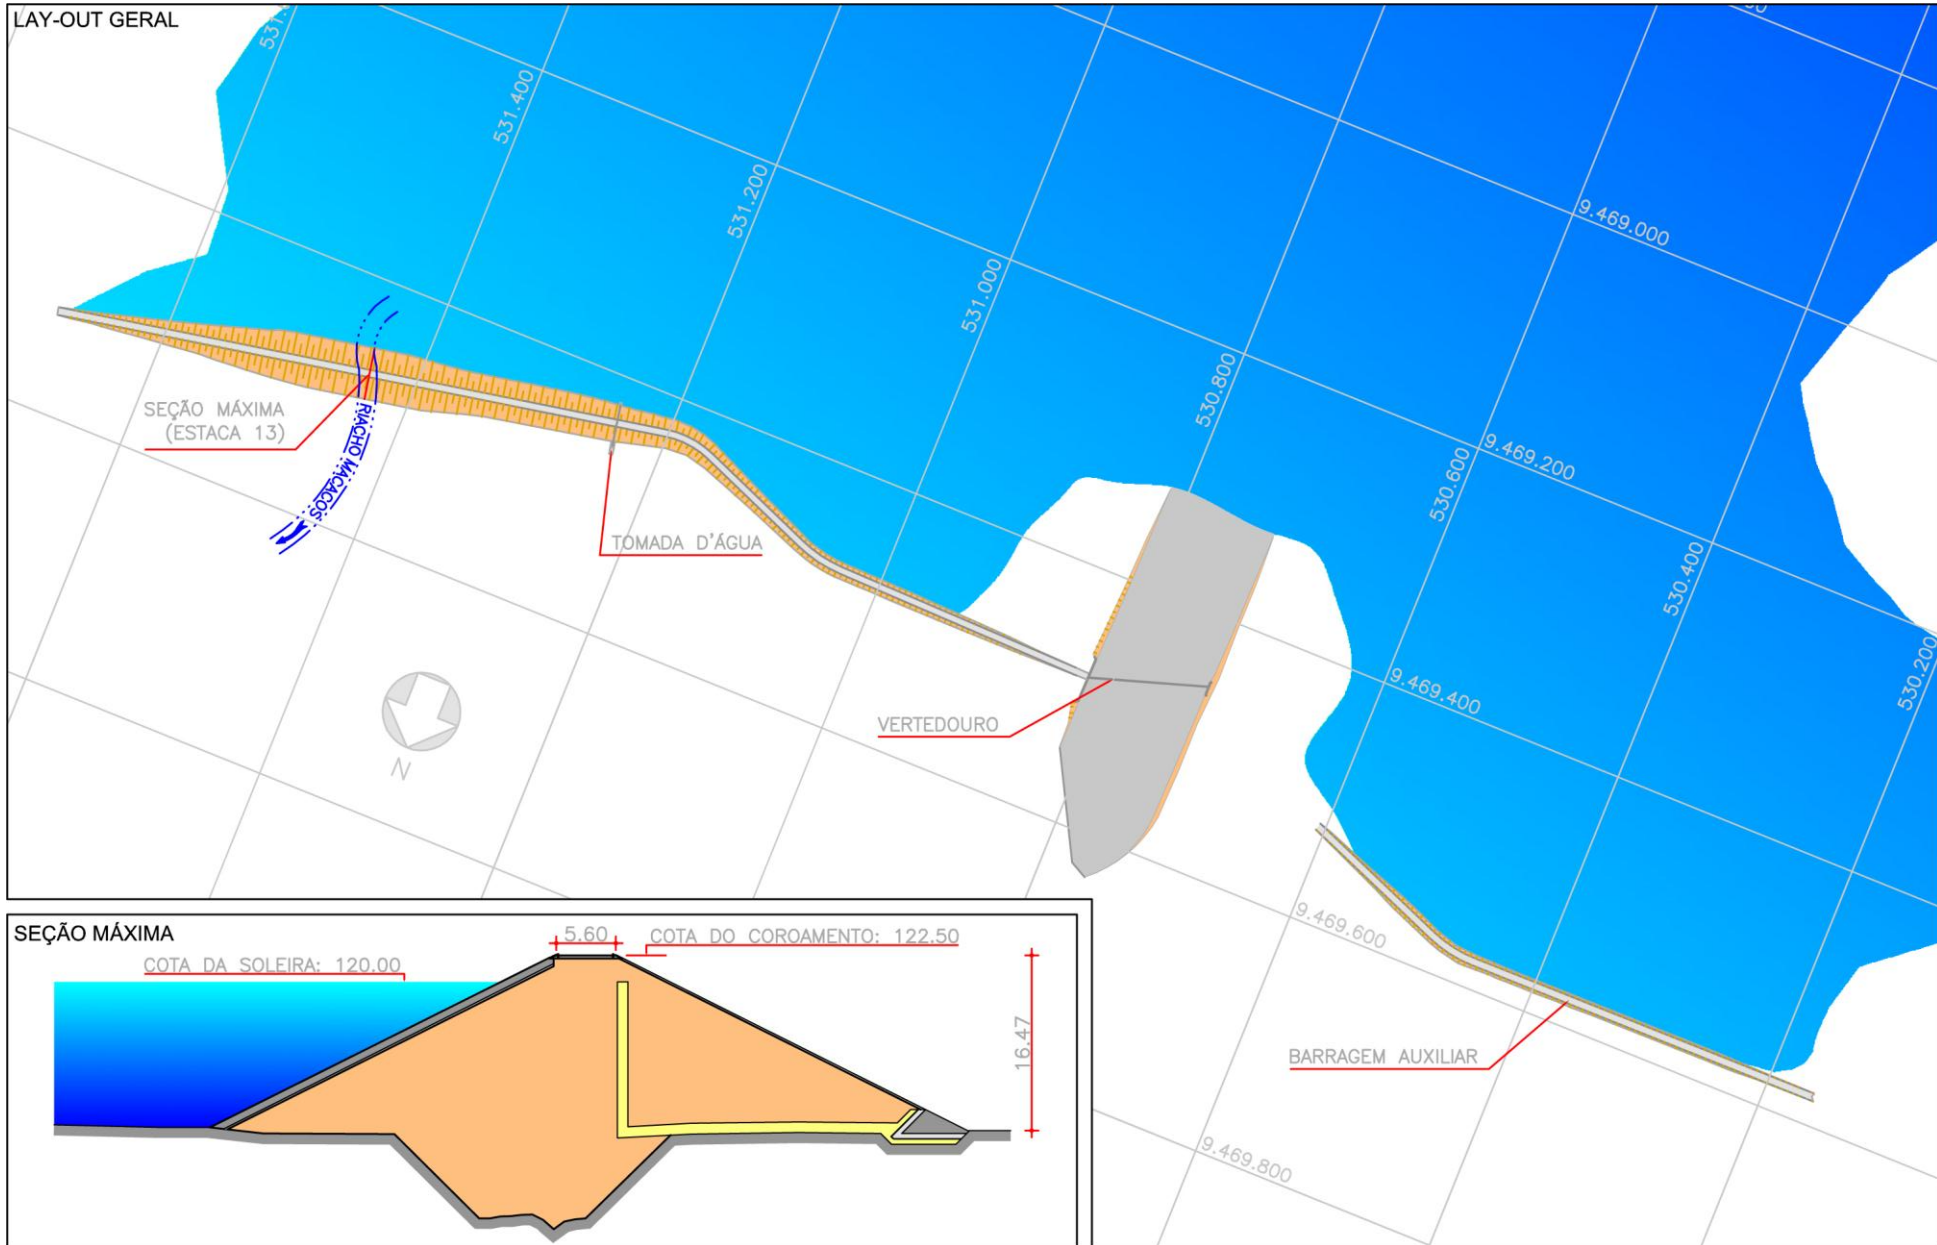 LAY-OUT GERAL
531.
531.400
531.200
531.000
530.800
530.600
530.400
530.200
9.469.000
9.469.200
9.469.400
9.469.600
9.469.800
SEÇÃO MÁXIMA
(ESTACA 13)
RIACHO MACACOS
TOMADA D'ÁGUA
VERTEDOURO
N
BARRAGEM AUXILIAR
SEÇÃO MÁXIMA
5.60
COTA DO COROAMENTO: 122.50
COTA DA SOLEIRA: 120.00
16.47